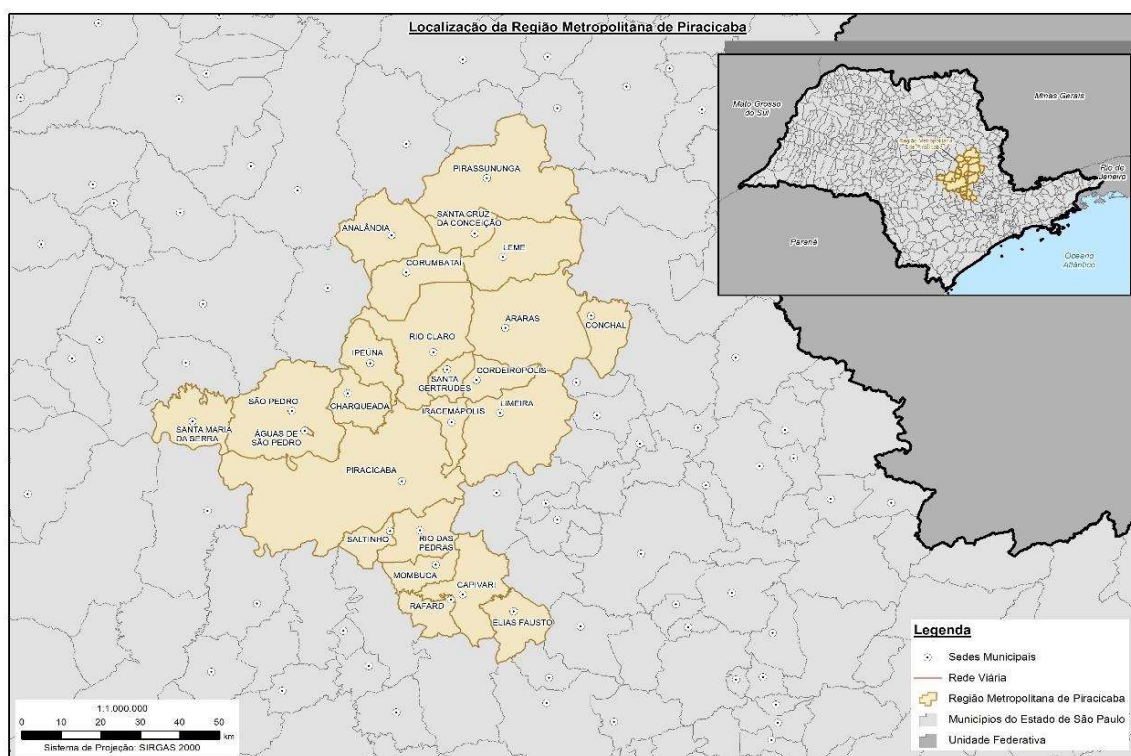 Localização da Região Metropolitana de Piracicaba
Mato Grosso
do Sul
Minas Gerais
Região Metropolitana
de Piracicaba
Rio de
Janeiro
Paraná
Oceano
Atlântico
PIRASSUNUNGA
SANTA CRUZ
DA CONCEIÇÃO
ANALÂNDIA
LEME
CORUMBATAÍ
ARARAS
CONCHAL
RIO CLARO
IPEÚNA
SANTA
GERTRUDES
CORDEIRÓPOLIS
CHARQUEADA
SÃO PEDRO
IRACEMÁPOLIS
LIMEIRA
SANTA MARIA
DA SERRA
ÁGUAS DE
SÃO PEDRO
PIRACICABA
SALTINHO
RIO DAS
PEDRAS
MOMBUCA
CAPIVARI
RAFARD
ELIAS FAUSTO
Legenda
Sedes Municipais
Rede Viária
Região Metropolitana de Piracicaba
Municípios do Estado de São Paulo
Unidade Federativa
1:1.000.000
0 10 20 30 40 50
km
Sistema de Projeção: SIRGAS 2000